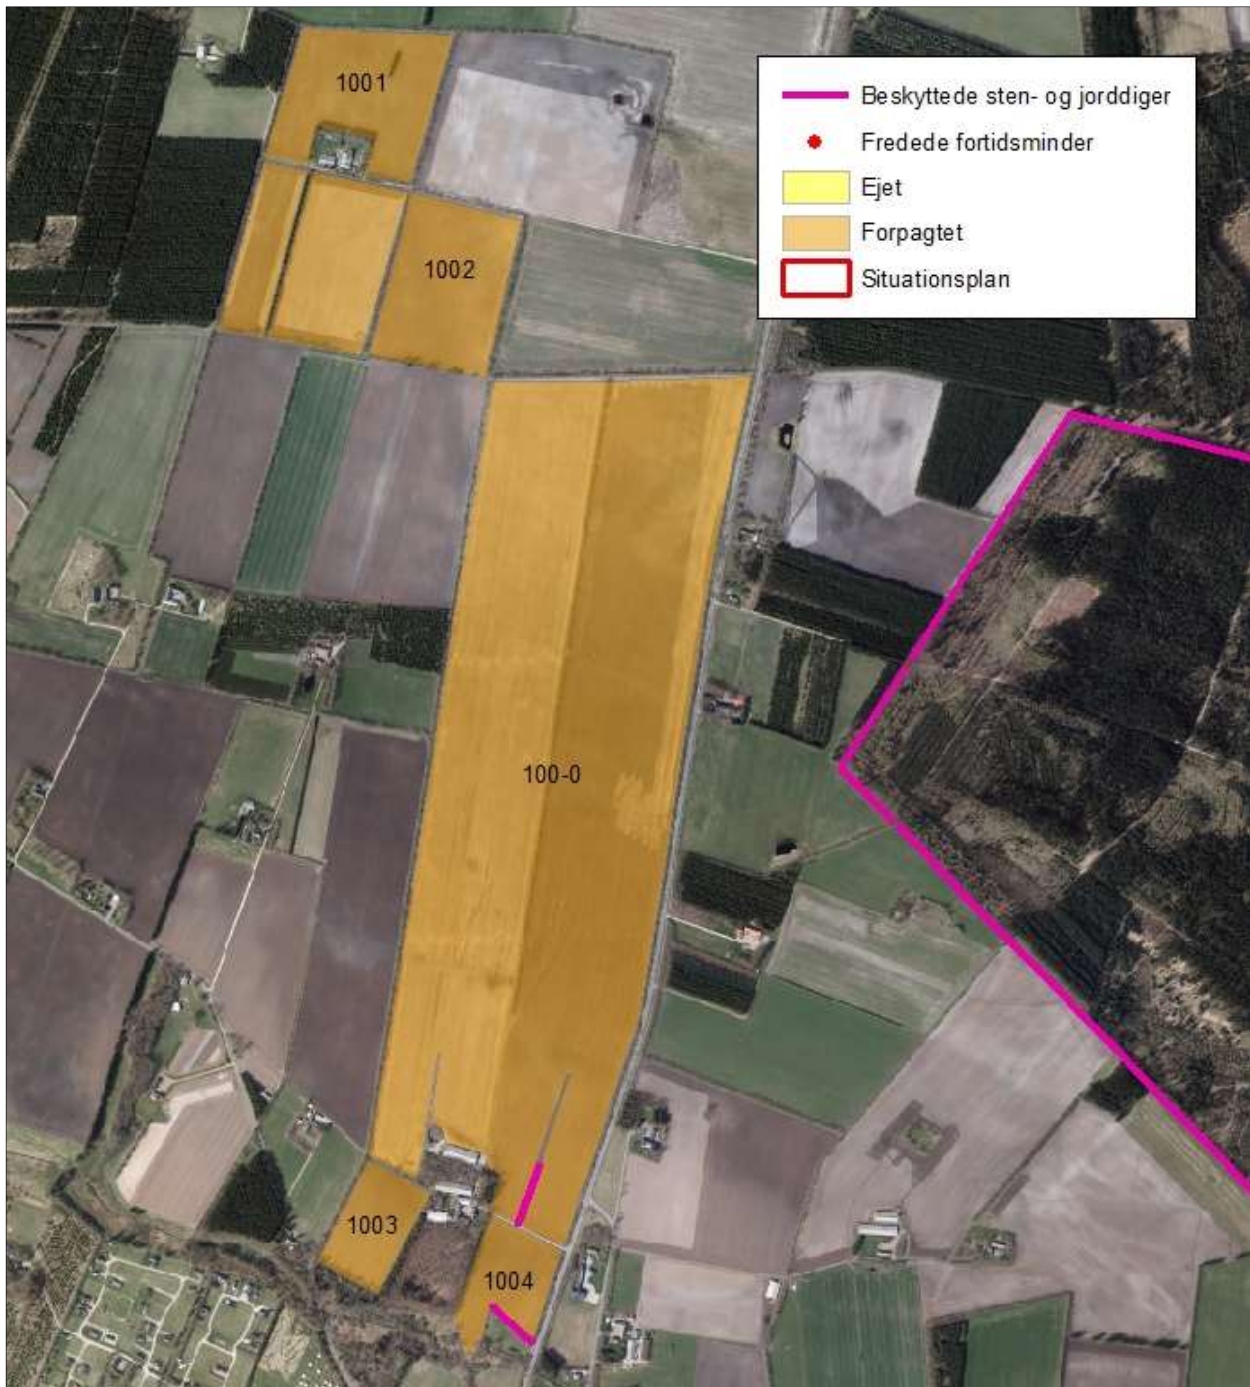 1001
Beskyttede sten- og jorddiger
Fredede fortidsminder
Ejet
Forpagtet
Situationsplan
1002
100-0
1003
1004